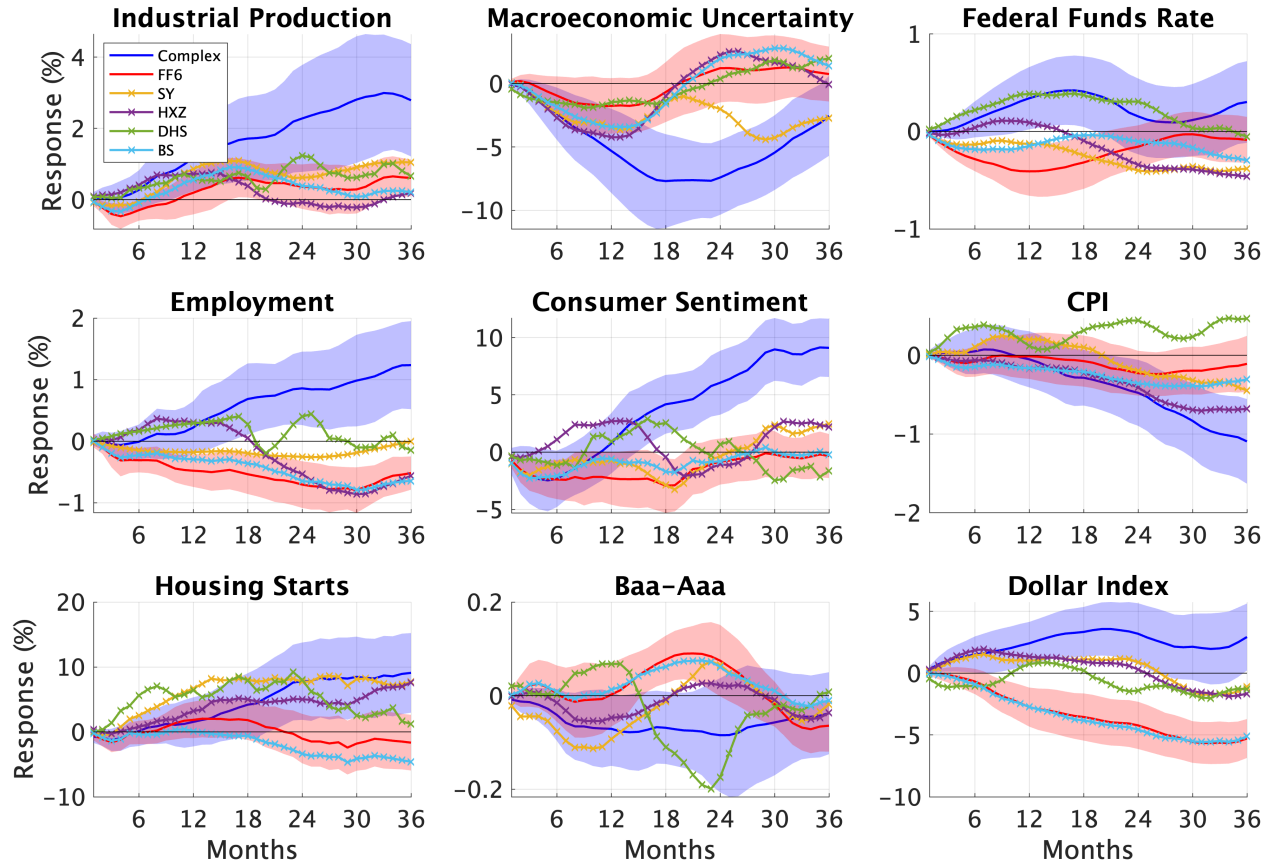 Industrial Production
Macroeconomic Uncertainty
Federal Funds Rate
Response (%)
4
2
0
Complex
FF6
SY
HXZ
DHS
BS
6 12 18 24 30 36
0
−5
−10
6 12 18 24 30 36
1
0
−1
6 12 18 24 30 36
Employment
Consumer Sentiment
CPI
Response (%)
2
1
0
−1
6 12 18 24 30 36
10
5
0
−5
6 12 18 24 30 36
0
−1
−2
6 12 18 24 30 36
Housing Starts
Baa−Aaa
Dollar Index
Response (%)
20
10
0
−10
6 12 18 24 30 36
Months
0.2
0
−0.2
6 12 18 24 30 36
Months
5
0
−5
−10
6 12 18 24 30 36
Months